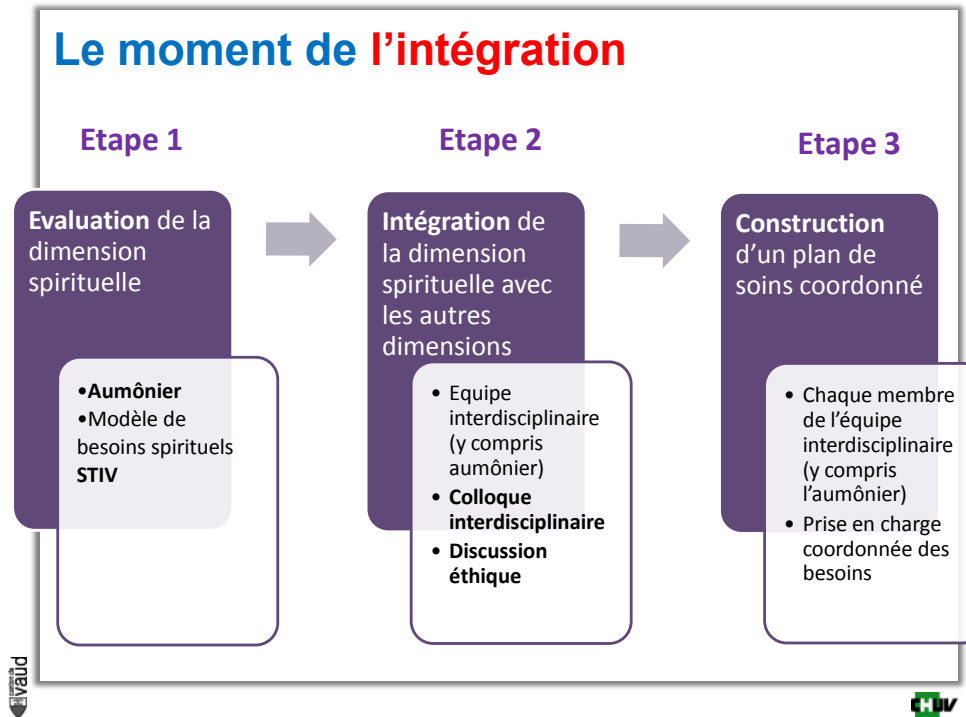 Le moment de l’intégration
Etape 1
Evaluation de la
dimension
spirituelle
•Aumônier
•Modèle de
besoins spirituels
STIV
Etape 2
Intégration de
la dimension
spirituelle avec
les autres
dimensions
• Equipe
interdisciplinaire
(y compris
aumônier)
• Colloque
interdisciplinaire
• Discussion
éthique
Etape 3
Construction
d’un plan de
soins coordonné
• Chaque membre
de l’équipe
interdisciplinaire
(y compris
l’aumônier)
• Prise en charge
coordonnée des
besoins
canton de
vaud
CHUV